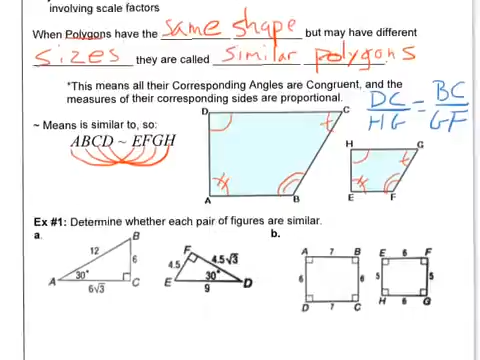 involving scale factors
When Polygons have the same shape but may have different
sizes they are called similar polygons
*This means all their Corresponding Angles are Congruent, and the
measures of their corresponding sides are proportional.
DC/HG = BC/GF
~ Means is similar to, so:
ABCD ~ EFGH
D C
A B
H G
E F
Ex #1: Determine whether each pair of figures are similar.
a. b.
B
12 6
A 30° C
6√3
F
4.5 4.5√3
E 30° D
9
A 7 B
6 6
D 7 C
E 6 F
5 5
H 6 G